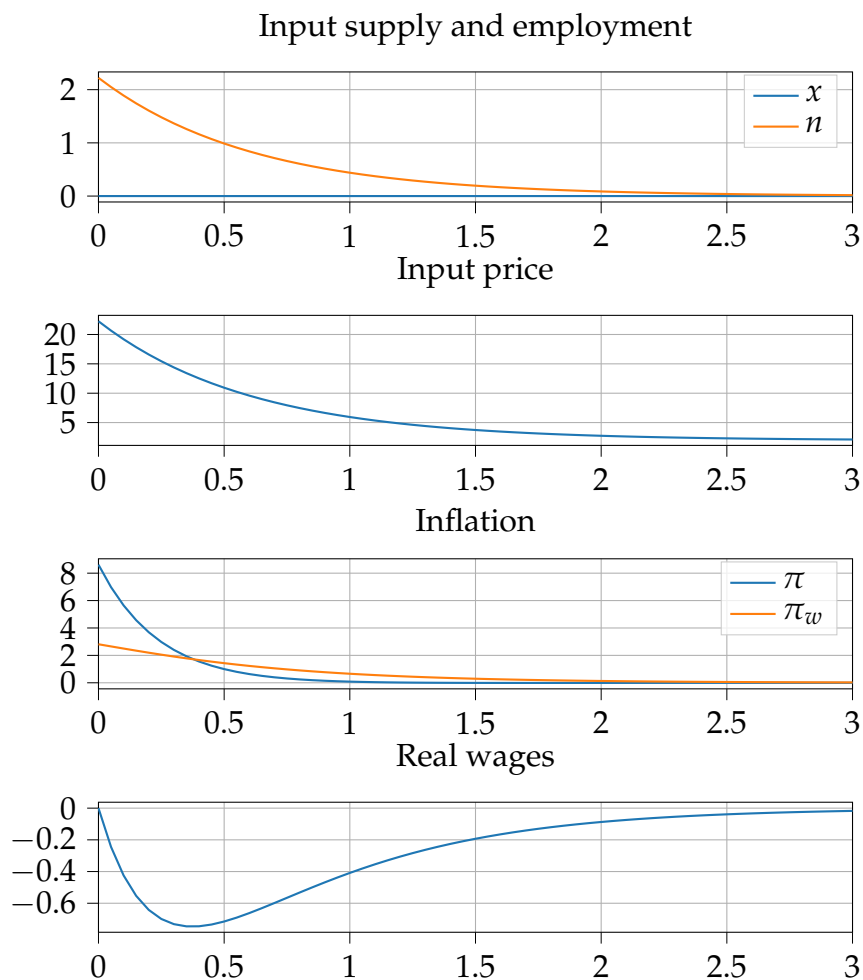 Input supply and employment
2
1
0
x
n
0 0.5 1 1.5 2 2.5 3
Input price
20
15
10
5
0 0.5 1 1.5 2 2.5 3
Inflation
8
6
4
2
0
π
π_w
0 0.5 1 1.5 2 2.5 3
Real wages
0
−0.2
−0.4
−0.6
0 0.5 1 1.5 2 2.5 3